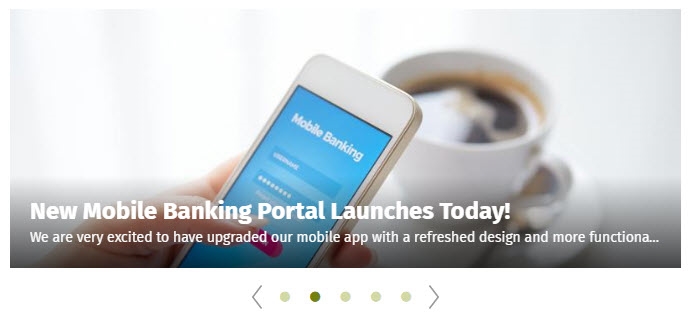 Mobile Banking
USERNAME
********
New Mobile Banking Portal Launches Today!
We are very excited to have upgraded our mobile app with a refreshed design and more functiona...